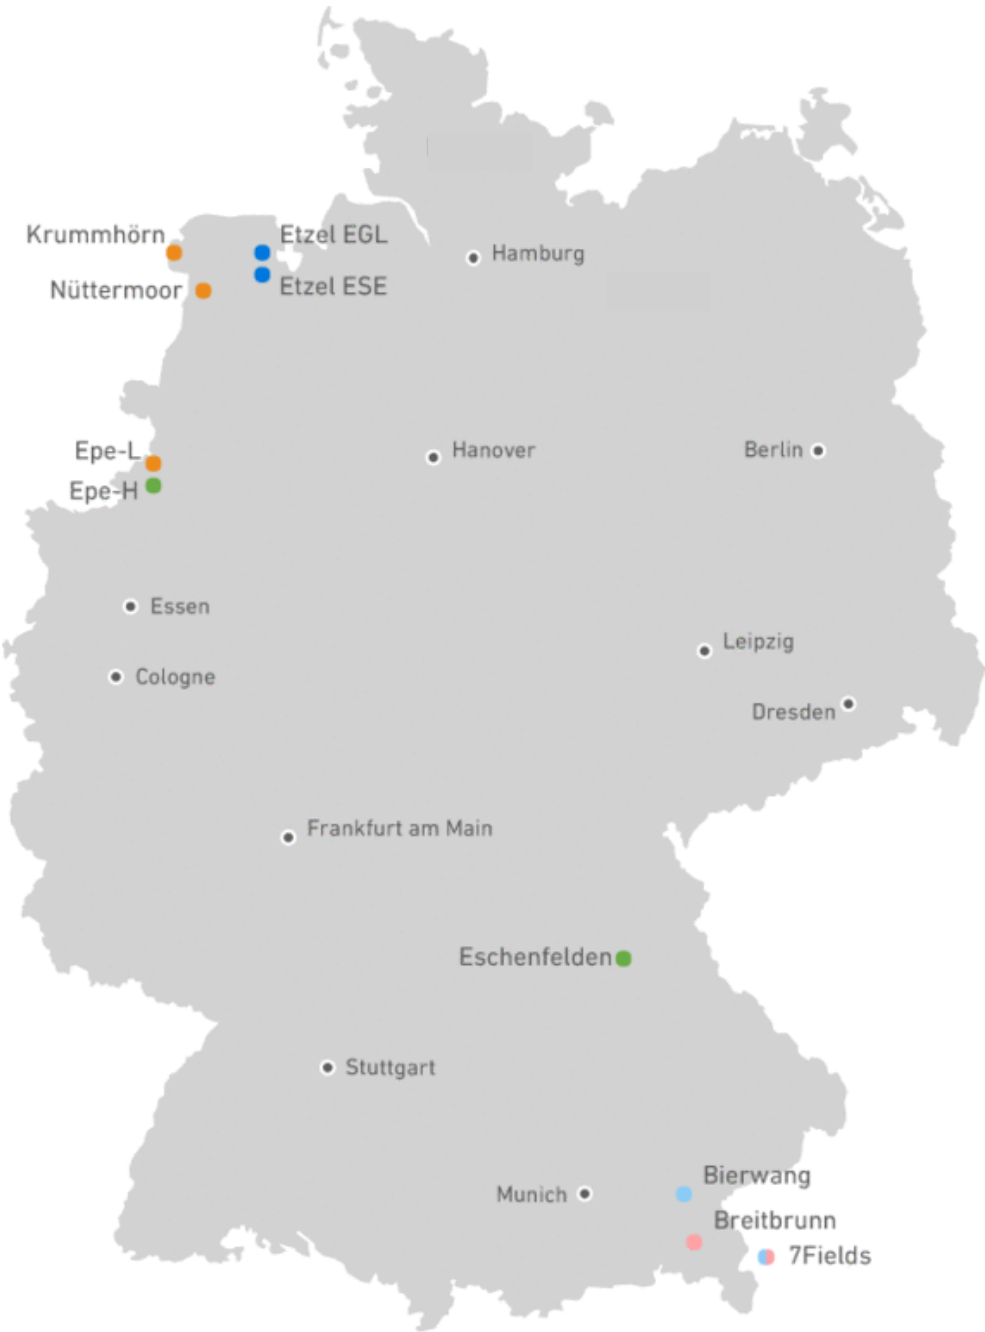 Krummhörn
Etzel EGL
Hamburg
Nüttermoor
Etzel ESE
Epe-L
Hanover
Berlin
Epe-H
Essen
Leipzig
Cologne
Dresden
Frankfurt am Main
Eschenfelden
Stuttgart
Bierwang
Munich
Breitbrunn
7Fields